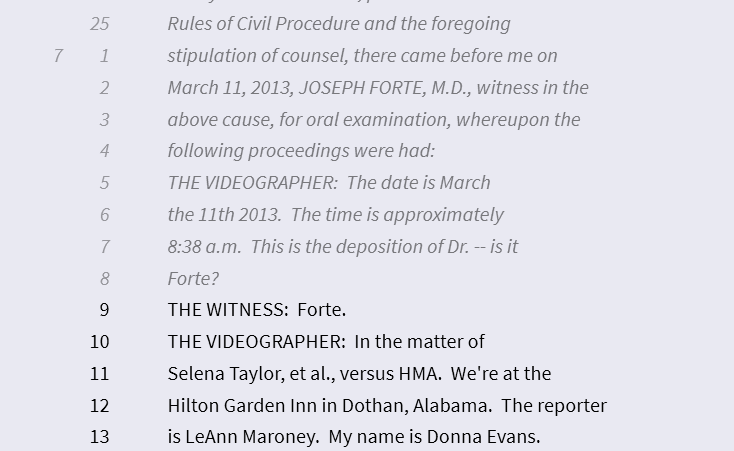 25 Rules of Civil Procedure and the foregoing
7 1 stipulation of counsel, there came before me on
2 March 11, 2013, JOSEPH FORTE, M.D., witness in the
3 above cause, for oral examination, whereupon the
4 following proceedings were had:
5 THE VIDEOGRAPHER: The date is March
6 the 11th 2013. The time is approximately
7 8:38 a.m. This is the deposition of Dr. -- is it
8 Forte?
9 THE WITNESS: Forte.
10 THE VIDEOGRAPHER: In the matter of
11 Selena Taylor, et al., versus HMA. We're at the
12 Hilton Garden Inn in Dothan, Alabama. The reporter
13 is LeAnn Maroney. My name is Donna Evans.